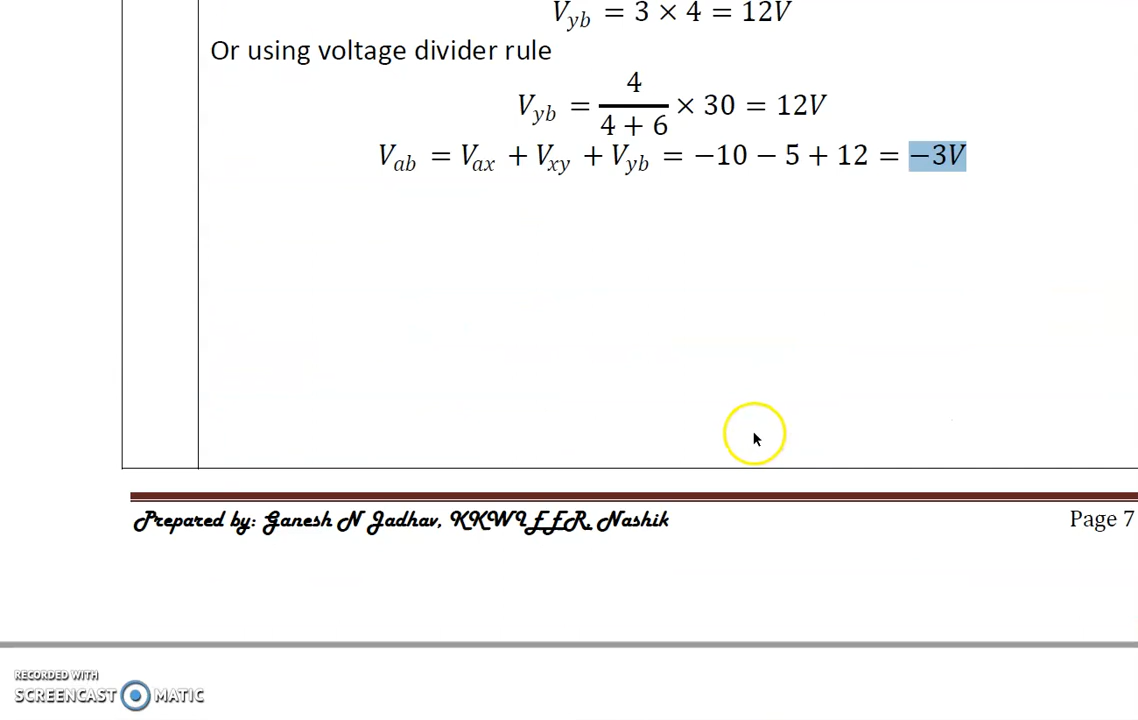 V_yb = 3 × 4 = 12V
Or using voltage divider rule
V_yb = 4/(4 + 6) × 30 = 12V
V_ab = V_ax + V_xy + V_yb = −10 − 5 + 12 = −3V
Prepared by: Ganesh N Jadhav, KKWIEER, Nashik
Page 7
RECORDED WITH
SCREENCAST MATIC